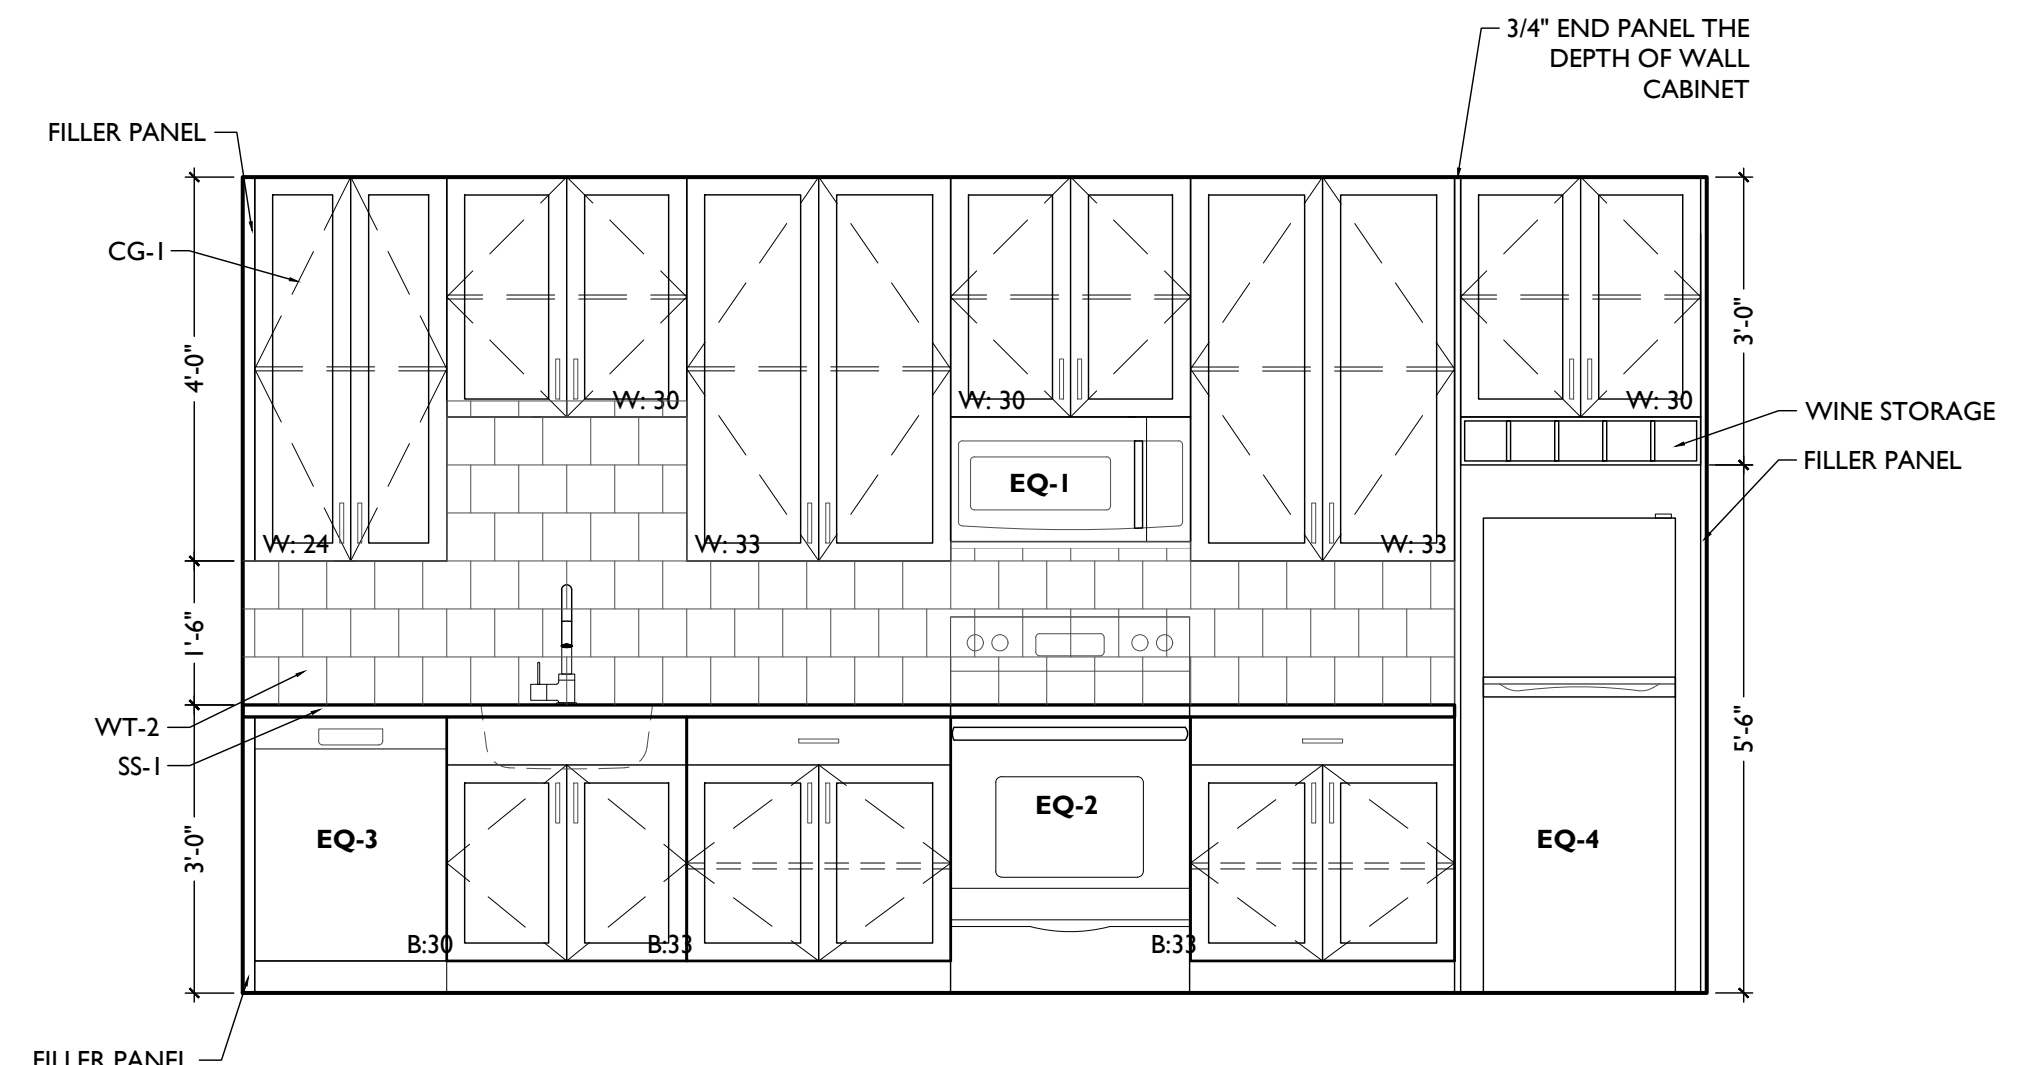 3/4" END PANEL THE
DEPTH OF WALL
CABINET
FILLER PANEL
CG-1
4'-0"
3'-0"
W: 30
W: 30
W: 30
WINE STORAGE
FILLER PANEL
EQ-1
W: 24
W: 33
W: 33
1'-6"
WT-2
SS-1
5'-6"
EQ-3
EQ-2
EQ-4
3'-0"
B:30
B:33
B:33
FILLER PANEL